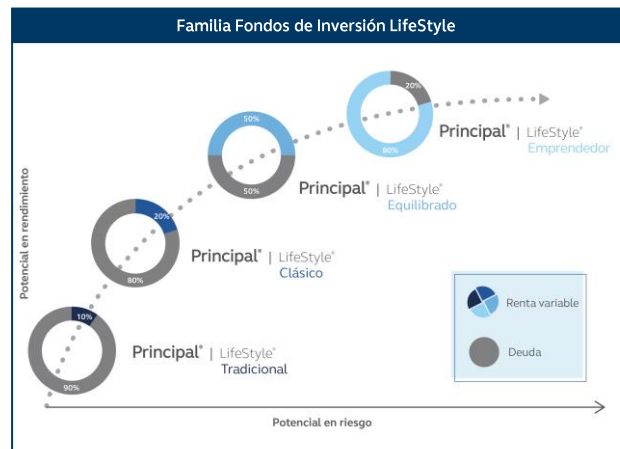 Familia Fondos de Inversión LifeStyle
20%
80%
Principal® | LifeStyle®
Emprendedor
50%
50%
Principal® | LifeStyle®
Equilibrado
20%
80%
Principal® | LifeStyle®
Clásico
10%
90%
Principal® | LifeStyle®
Tradicional
Renta variable
Deuda
Potencial en rendimiento
Potencial en riesgo